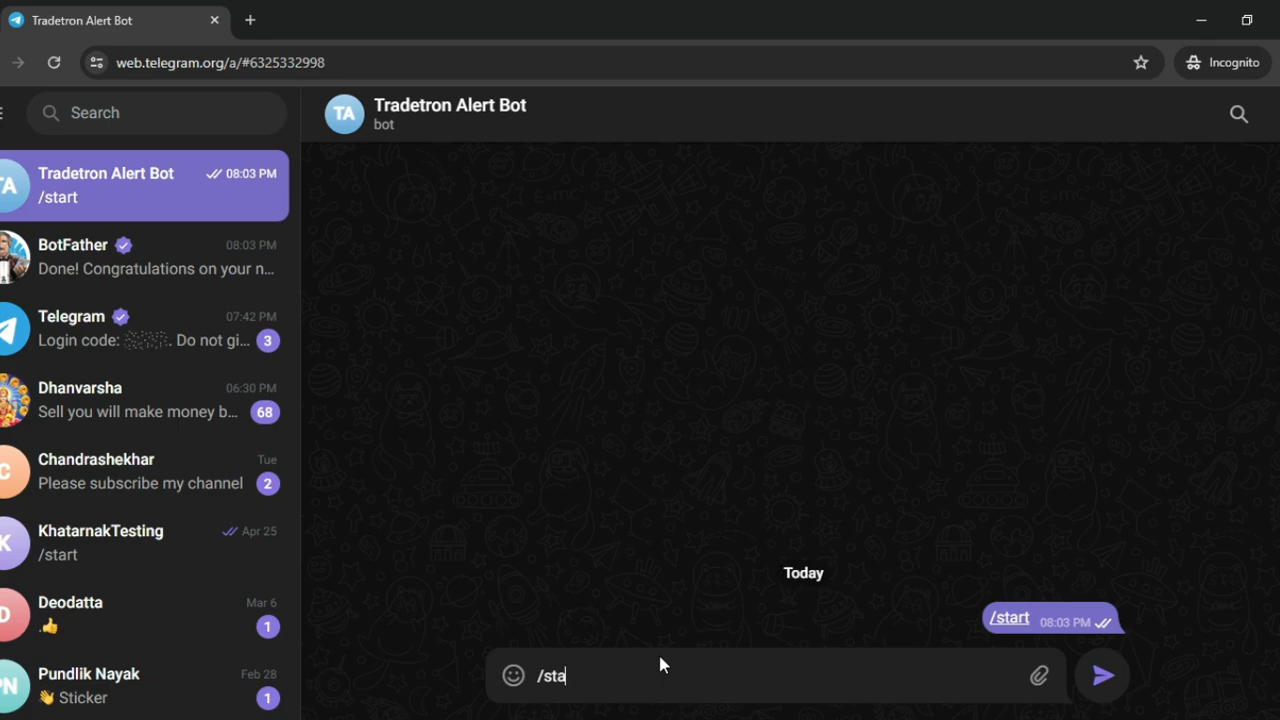 Tradetron Alert Bot
web.telegram.org/a/#6325332998
Incognito
Search
TA
Tradetron Alert Bot
bot
TA
Tradetron Alert Bot
08:03 PM
/start
BotFather
08:03 PM
Done! Congratulations on your n...
Telegram
07:42 PM
Login code: . Do not gi...
3
Dhanvarsha
06:30 PM
Sell you will make money b...
68
C
Chandrashekhar
Tue
Please subscribe my channel
2
K
KhatarnakTesting
Apr 25
/start
D
Deodatta
Mar 6
👍
1
PN
Pundlik Nayak
Feb 28
👋 Sticker
1
Today
/start 08:03 PM
/sta